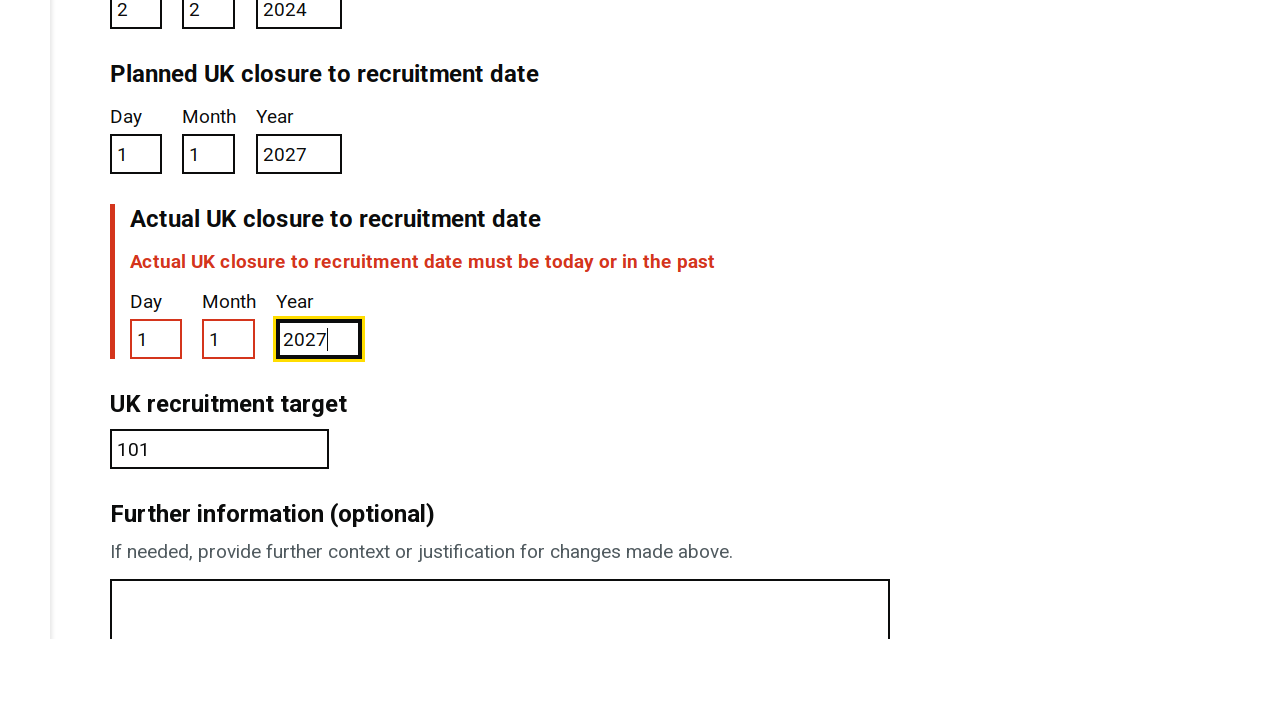 2 2 2024
Planned UK closure to recruitment date
Day Month Year
1 1 2027
Actual UK closure to recruitment date
Actual UK closure to recruitment date must be today or in the past
Day Month Year
1 1 2027
UK recruitment target
101
Further information (optional)
If needed, provide further context or justification for changes made above.